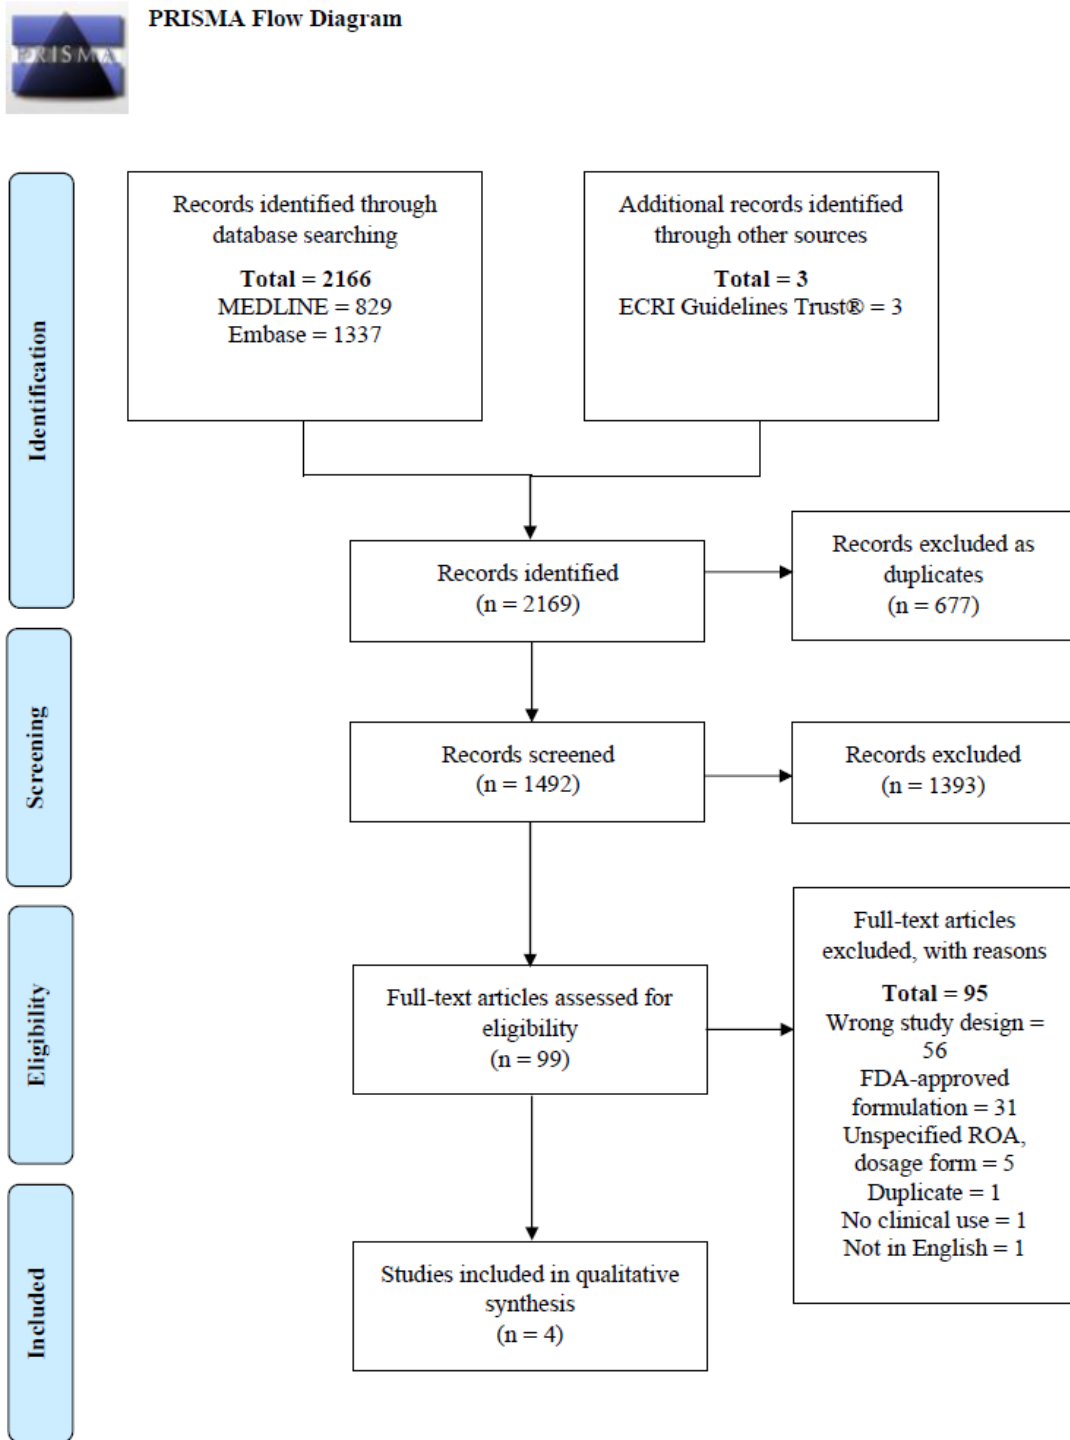 PRISMA Flow Diagram
PRISMA
Identification
Records identified through
database searching
Total = 2166
MEDLINE = 829
Embase = 1337
Additional records identified
through other sources
Total = 3
ECRI Guidelines Trust® = 3
Records identified
(n = 2169)
Records excluded as
duplicates
(n = 677)
Screening
Records screened
(n = 1492)
Records excluded
(n = 1393)
Eligibility
Full-text articles assessed for
eligibility
(n = 99)
Full-text articles
excluded, with reasons
Total = 95
Wrong study design =
56
FDA-approved
formulation = 31
Unspecified ROA,
dosage form = 5
Duplicate = 1
No clinical use = 1
Not in English = 1
Included
Studies included in qualitative
synthesis
(n = 4)